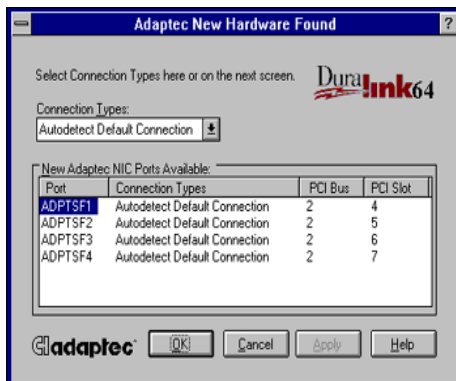 Adaptec New Hardware Found
?
Select Connection Types here or on the next screen.
Duralink64
Connection Types:
Autodetect Default Connection
New Adaptec NIC Ports Available:
Port Connection Types PCI Bus PCI Slot
ADPTSF1 Autodetect Default Connection 2 4
ADPTSF2 Autodetect Default Connection 2 5
ADPTSF3 Autodetect Default Connection 2 6
ADPTSF4 Autodetect Default Connection 2 7
adaptec OK Cancel Apply Help